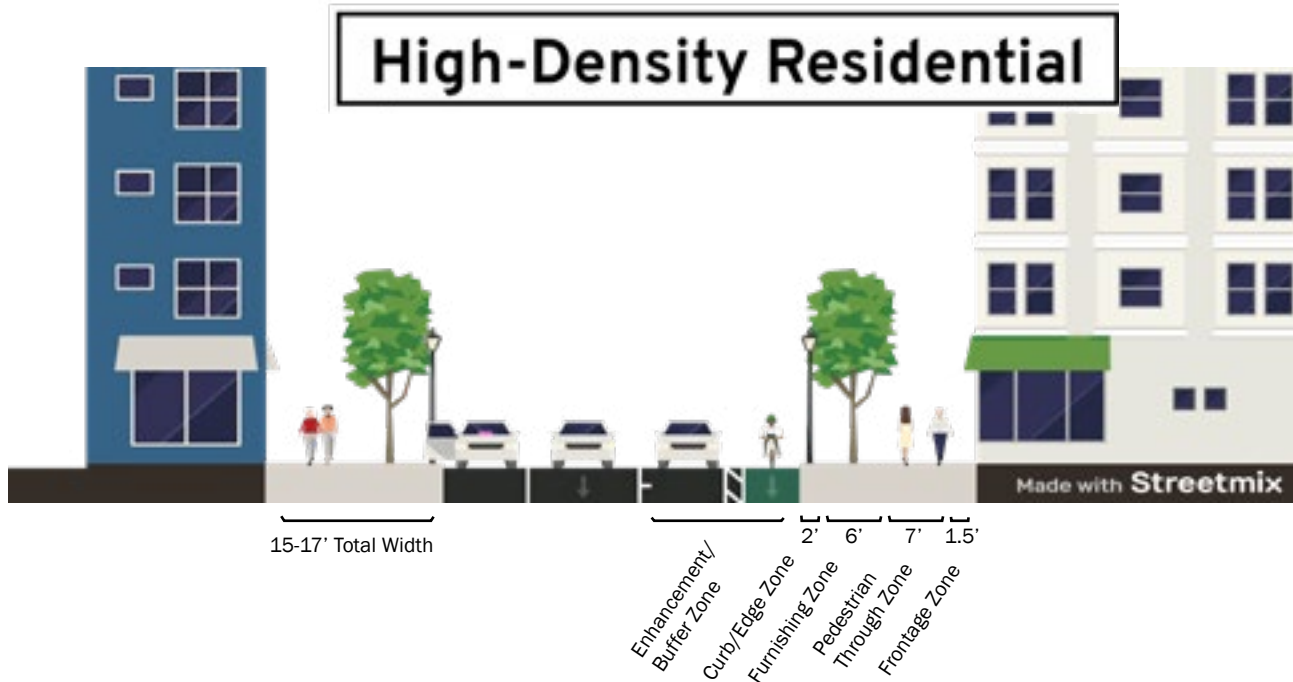 High-Density Residential
Made with Streetmix
15-17’ Total Width
2’ 6’ 7’ 1.5’
Enhancement/
Buffer Zone
Curb/Edge Zone
Furnishing Zone
Pedestrian
Through Zone
Frontage Zone